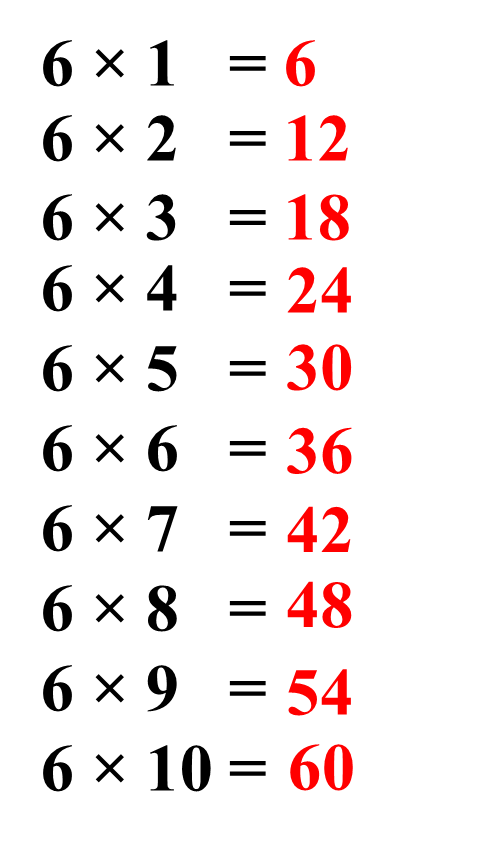 6 × 1 = 6
6 × 2 = 12
6 × 3 = 18
6 × 4 = 24
6 × 5 = 30
6 × 6 = 36
6 × 7 = 42
6 × 8 = 48
6 × 9 = 54
6 × 10 = 60